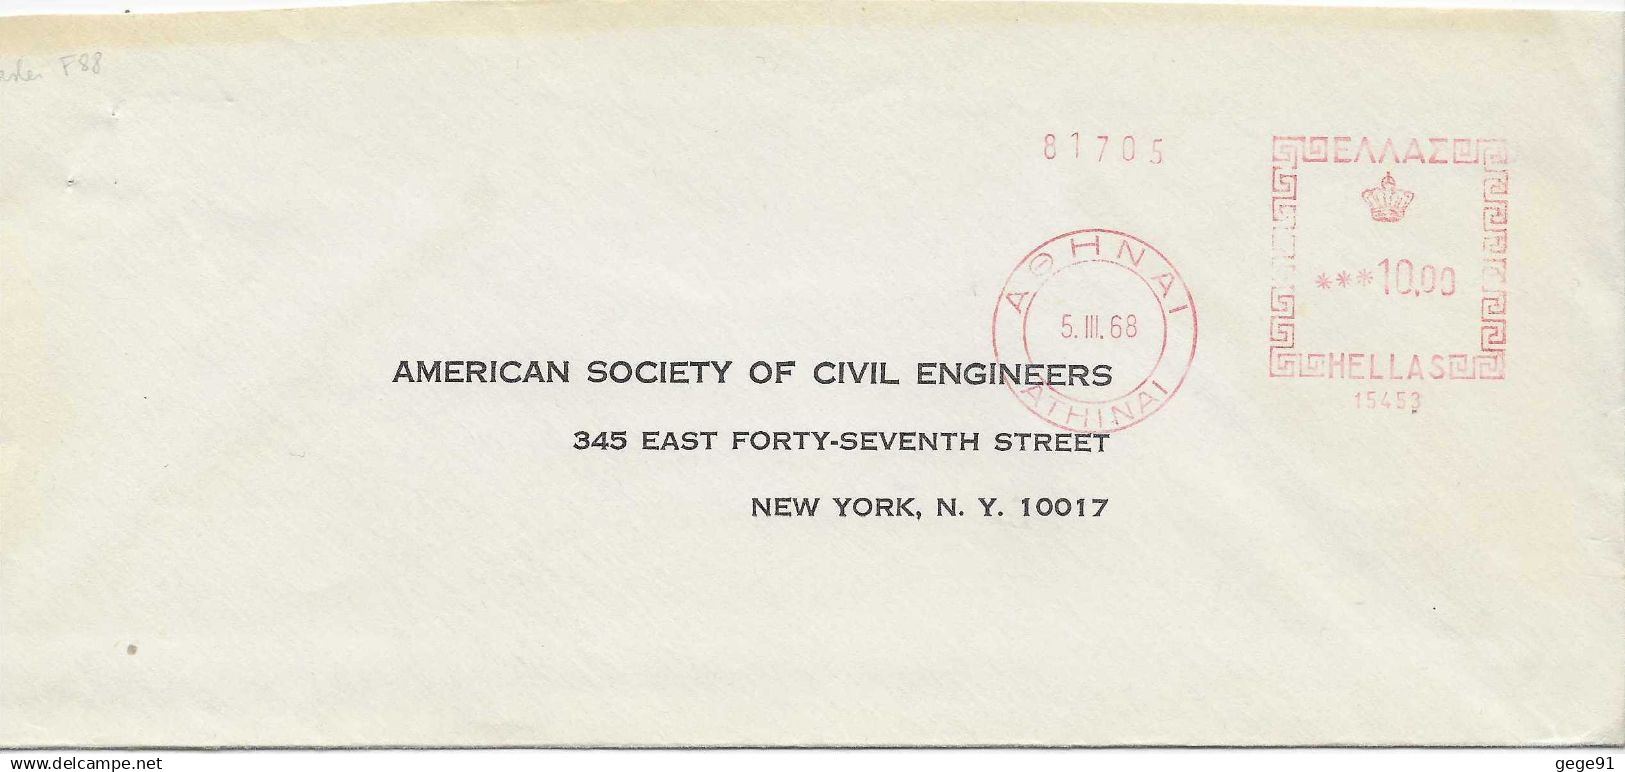 F88
81705
ΕΛΛΑΣ
***10,00
HELLAS
15453
ΑΘΗΝΑΙ
5. III. 68
ATHINAI
AMERICAN SOCIETY OF CIVIL ENGINEERS
345 EAST FORTY-SEVENTH STREET
NEW YORK, N. Y. 10017
www.delcampe.net
gege91